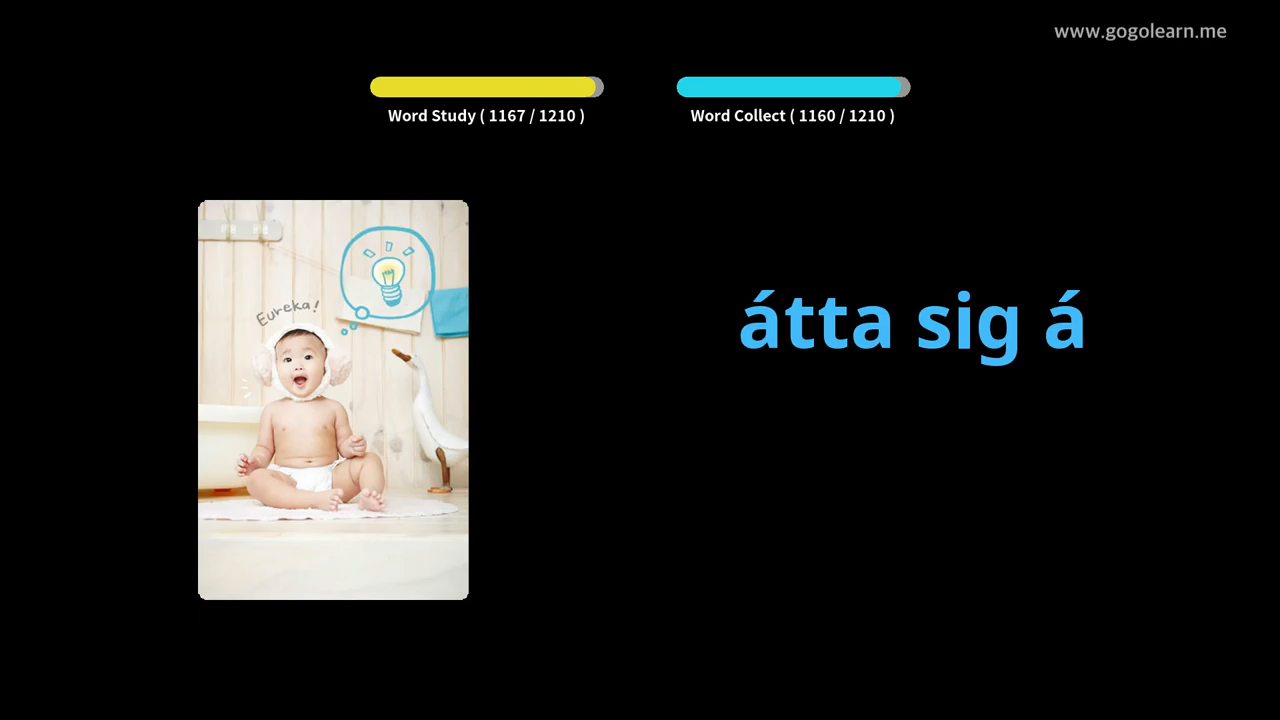 www.gogolearn.me
Word Study ( 1167 / 1210 )
Word Collect ( 1160 / 1210 )
Eureka!
átta sig á